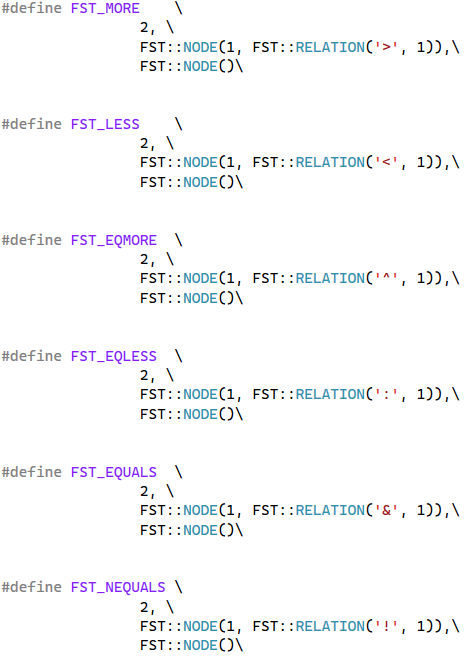 #define FST_MORE    \
                2, \
                FST::NODE(1, FST::RELATION('>', 1)),\
                FST::NODE()\

#define FST_LESS    \
                2, \
                FST::NODE(1, FST::RELATION('<', 1)),\
                FST::NODE()\

#define FST_EQMORE  \
                2, \
                FST::NODE(1, FST::RELATION('^', 1)),\
                FST::NODE()\

#define FST_EQLESS  \
                2, \
                FST::NODE(1, FST::RELATION(':', 1)),\
                FST::NODE()\

#define FST_EQUALS  \
                2, \
                FST::NODE(1, FST::RELATION('&', 1)),\
                FST::NODE()\

#define FST_NEQUALS \
                2, \
                FST::NODE(1, FST::RELATION('!', 1)),\
                FST::NODE()\